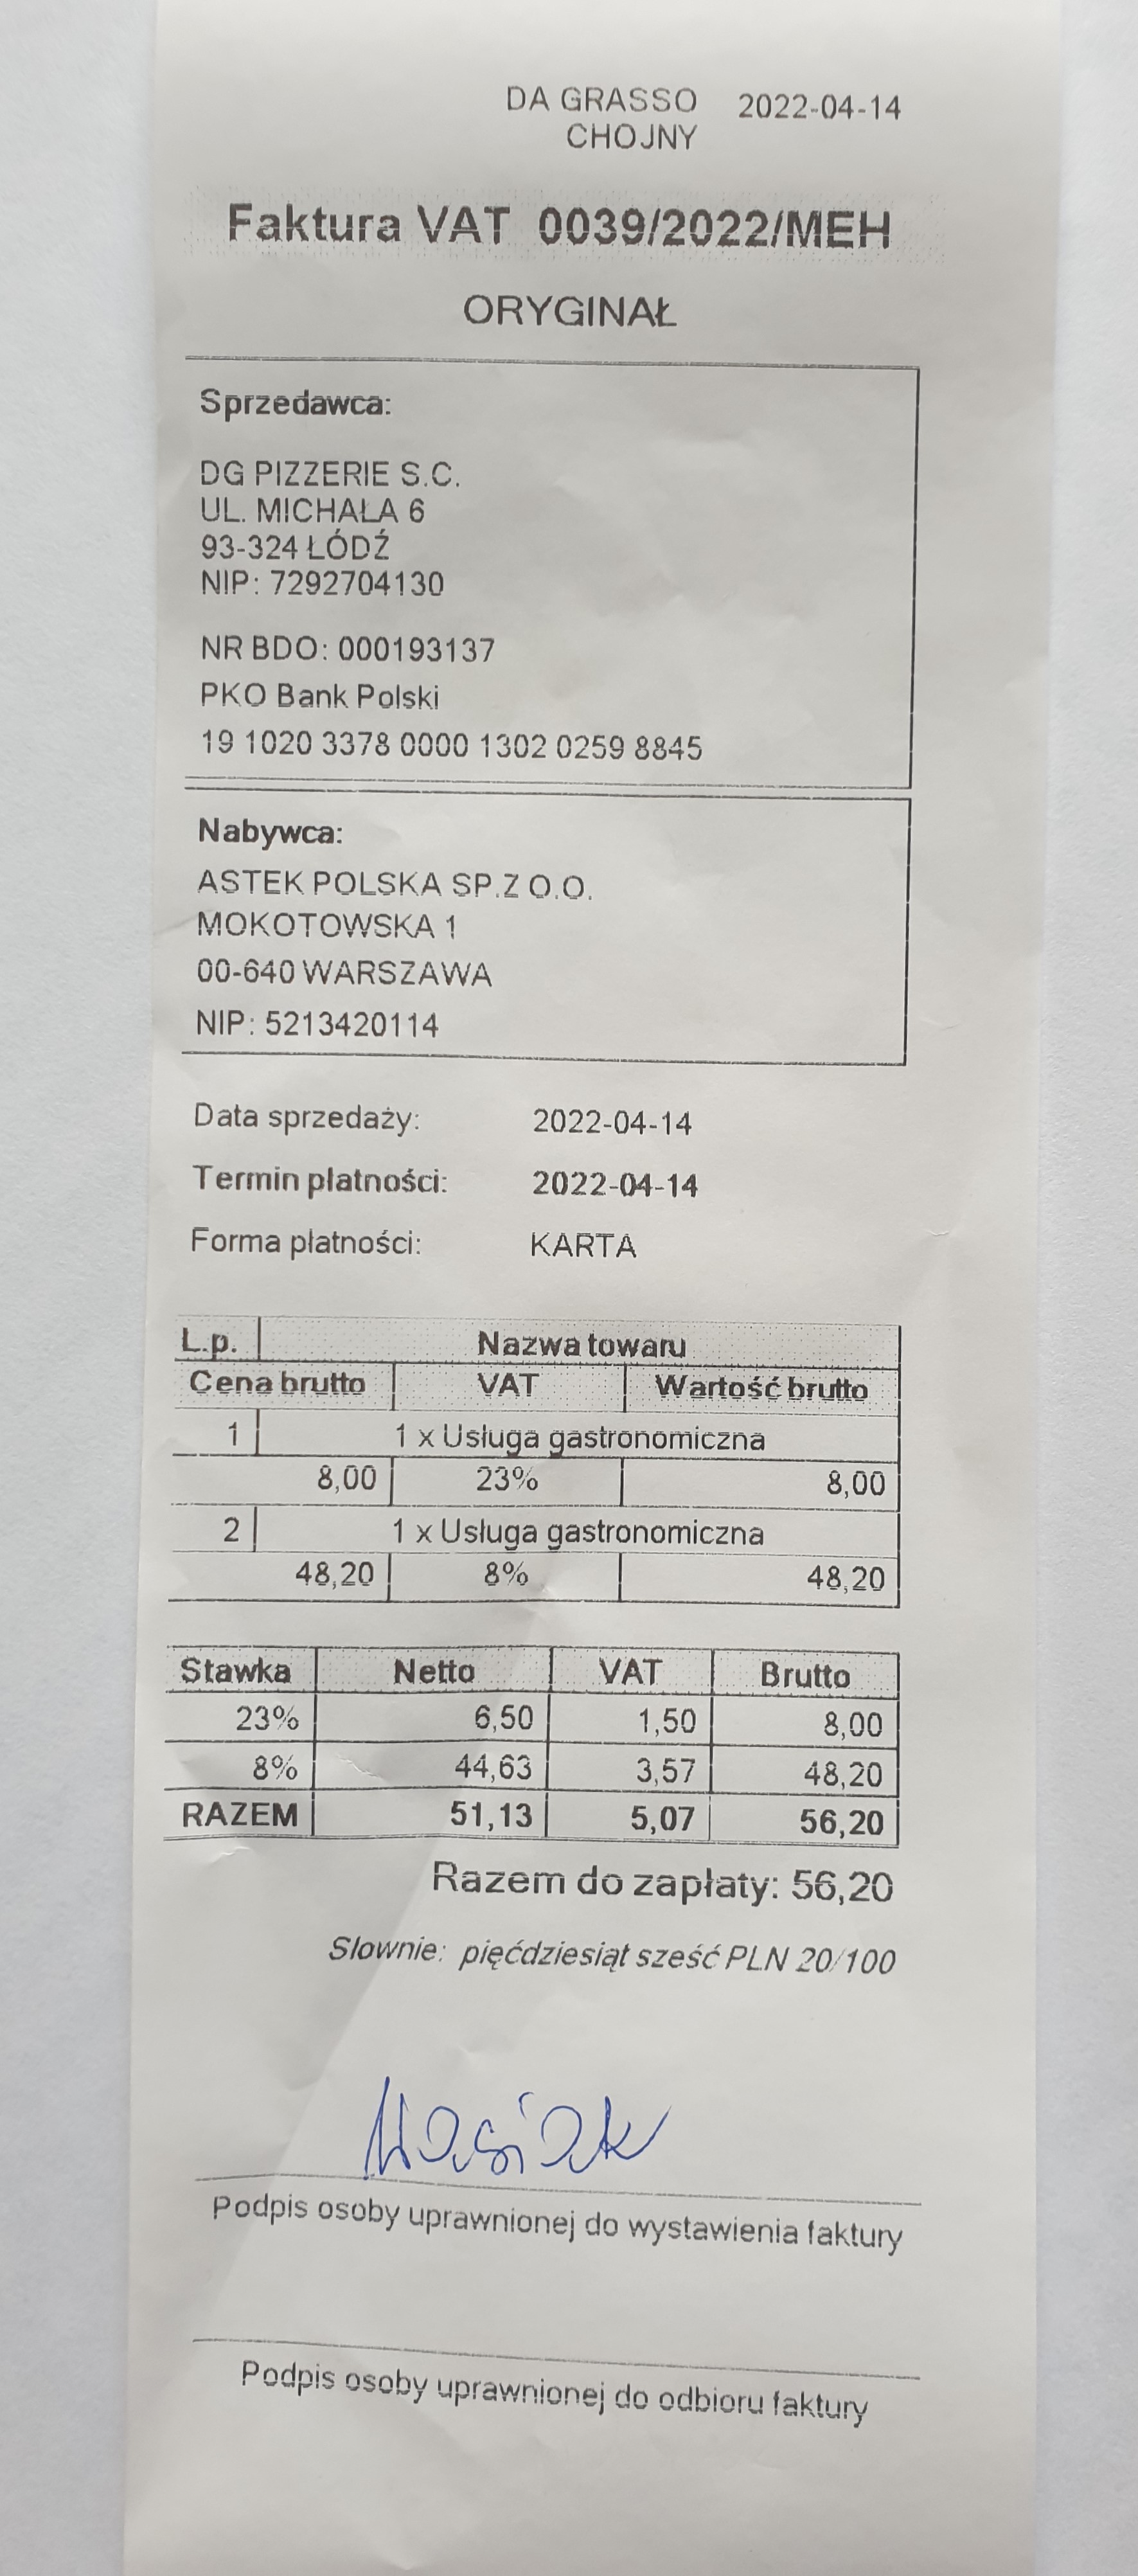 DA GRASSO 2022-04-14
CHOJNY
Faktura VAT 0039/2022/MEH
ORYGINAŁ
Sprzedawca:
DG PIZZERIE S.C.
UL. MICHAŁA 6
93-324 ŁÓDŹ
NIP: 7292704130
NR BDO: 000193137
PKO Bank Polski
19 1020 3378 0000 1302 0259 8845
Nabywca:
ASTEK POLSKA SP.Z O.O.
MOKOTOWSKA 1
00-640 WARSZAWA
NIP: 5213420114
Data sprzedaży: 2022-04-14
Termin płatności: 2022-04-14
Forma płatności: KARTA
L.p. Nazwa towaru
Cena brutto VAT Wartość brutto
1 1 x Usługa gastronomiczna
8,00 23% 8,00
2 1 x Usługa gastronomiczna
48,20 8% 48,20
Stawka Netto VAT Brutto
23% 6,50 1,50 8,00
8% 44,63 3,57 48,20
RAZEM 51,13 5,07 56,20
Razem do zapłaty: 56,20
Slownie: pięćdziesiąt sześć PLN 20/100
Podpis osoby uprawnionej do wystawienia faktury
Podpis osoby uprawnionej do odbioru faktury